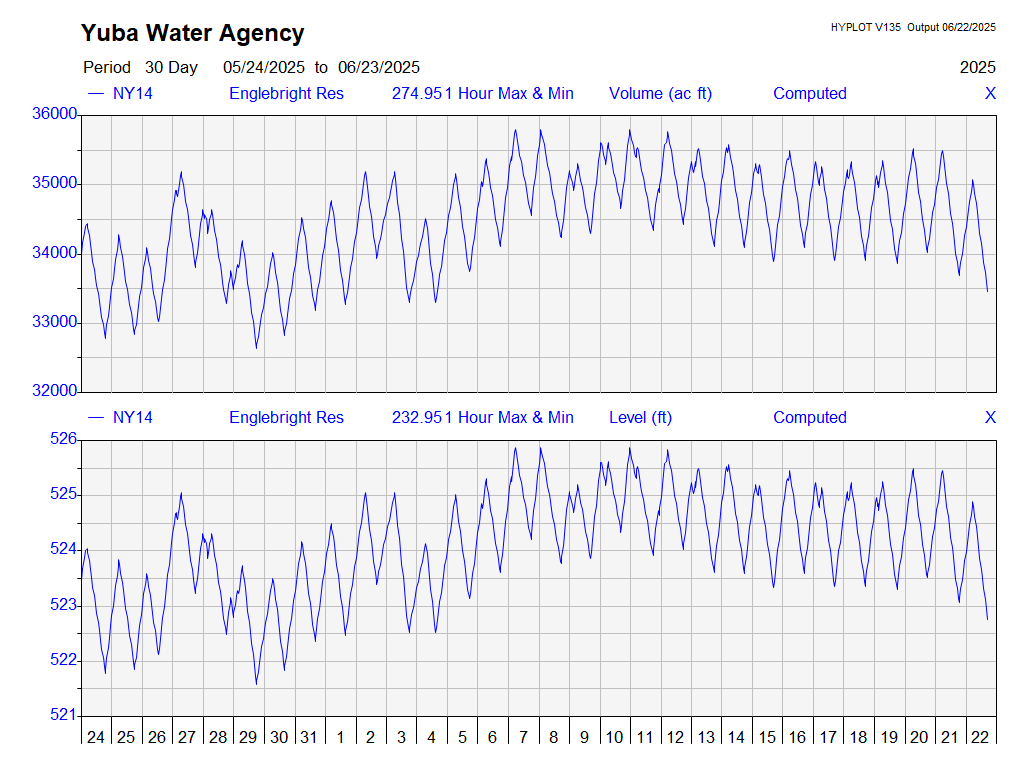 Yuba Water Agency
HYPLOT V135 Output 06/22/2025
Period 30 Day 05/24/2025 to 06/23/2025 2025
NY14 Englebright Res 274.951 Hour Max & Min Volume (ac ft) Computed X
36000
35000
34000
33000
32000
NY14 Englebright Res 232.951 Hour Max & Min Level (ft) Computed X
526
525
524
523
522
521
24 25 26 27 28 29 30 31 1 2 3 4 5 6 7 8 9 10 11 12 13 14 15 16 17 18 19 20 21 22